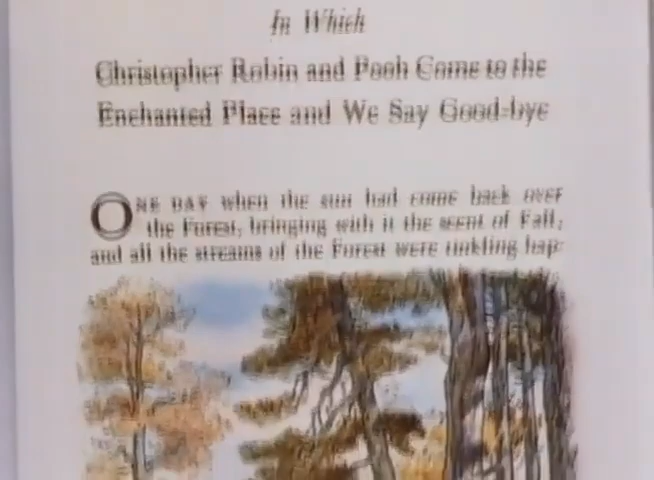 In Which
Christopher Robin and Pooh Come to the
Enchanted Place and We Say Good-bye
ONE DAY when the sun had come back over
the Forest, bringing with it the scent of Fall,
and all the streams of the Forest were tinkling hap-